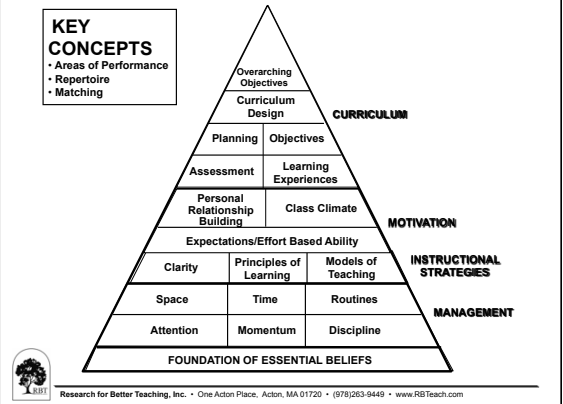 KEY
CONCEPTS
• Areas of Performance
• Repertoire
• Matching
Overarching
Objectives
Curriculum
Design
CURRICULUM
Planning
Objectives
Assessment
Learning
Experiences
Personal
Relationship
Building
Class Climate
MOTIVATION
Expectations/Effort Based Ability
Clarity
Principles of
Learning
Models of
Teaching
INSTRUCTIONAL
STRATEGIES
Space
Time
Routines
MANAGEMENT
Attention
Momentum
Discipline
FOUNDATION OF ESSENTIAL BELIEFS
RBT
Research for Better Teaching, Inc. • One Acton Place, Acton, MA 01720 • (978)263-9449 • www.RBTeach.com